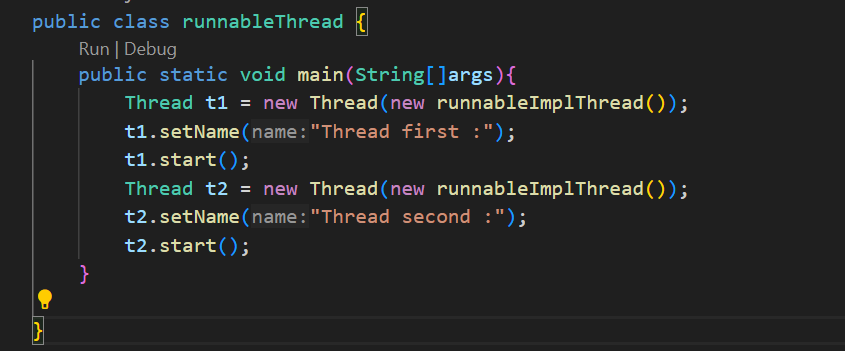 public class runnableThread {
Run | Debug
public static void main(String[]args){
Thread t1 = new Thread(new runnableImplThread());
t1.setName(name:"Thread first :");
t1.start();
Thread t2 = new Thread(new runnableImplThread());
t2.setName(name:"Thread second :");
t2.start();
}
}